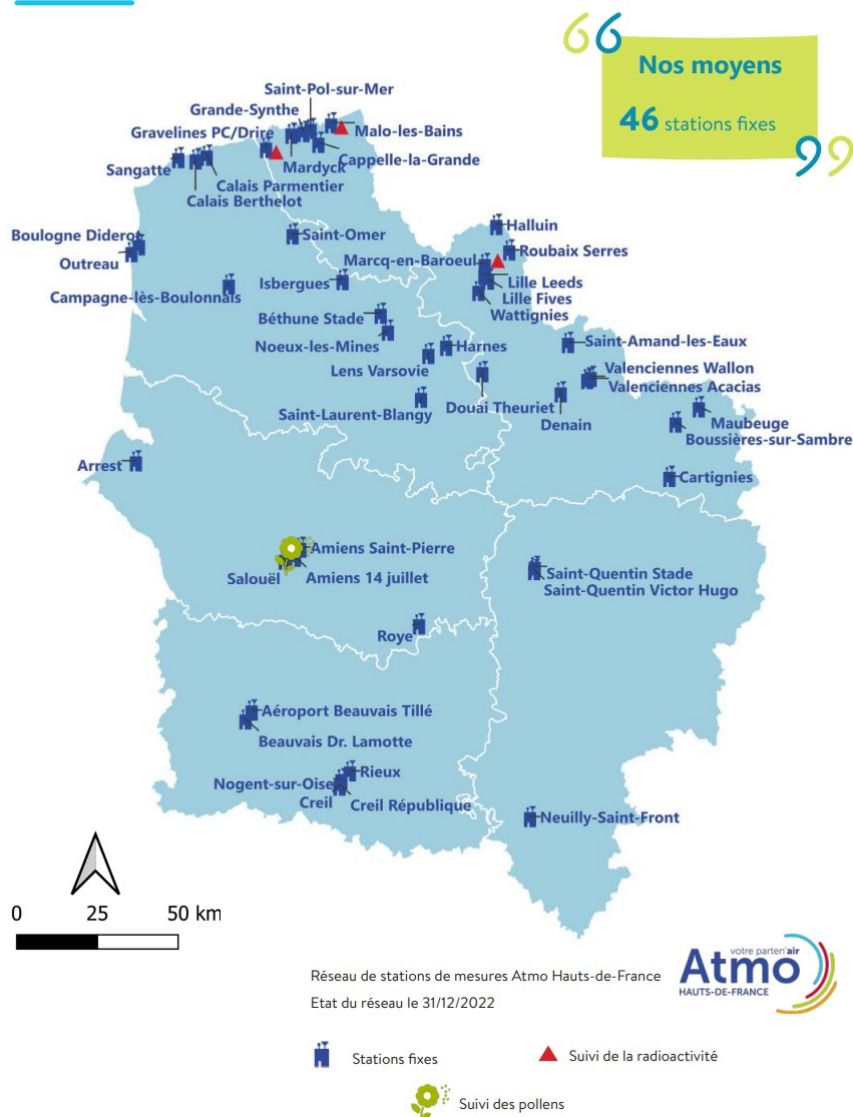 Nos moyens
46 stations fixes
Saint-Pol-sur-Mer
Grande-Synthe
Gravelines PC/Drire
Malo-les-Bains
Mardyck
Cappelle-la-Grande
Sangatte
Calais Parmentier
Calais Berthelot
Halluin
Boulogne Diderot
Saint-Omer
Roubaix Serres
Outreau
Marcq-en-Baroeul
Isbergues
Lille Leeds
Campagne-lès-Boulonnais
Lille Fives
Wattignies
Béthune Stade
Noeux-les-Mines
Harnes
Saint-Amand-les-Eaux
Lens Varsovie
Valenciennes Wallon
Valenciennes Acacias
Saint-Laurent-Blangy
Douai Theuriet
Denain
Maubeuge
Boussières-sur-Sambre
Arrest
Cartignies
Amiens Saint-Pierre
Salouël
Amiens 14 juillet
Saint-Quentin Stade
Saint-Quentin Victor Hugo
Roye
Aéroport Beauvais Tillé
Beauvais Dr. Lamotte
Rieux
Nogent-sur-Oise
Creil
Creil République
Neuilly-Saint-Front
0 25 50 km
votre parten'air
Atmo
HAUTS-DE-FRANCE
Réseau de stations de mesures Atmo Hauts-de-France
Etat du réseau le 31/12/2022
Stations fixes
Suivi de la radioactivité
Suivi des pollens